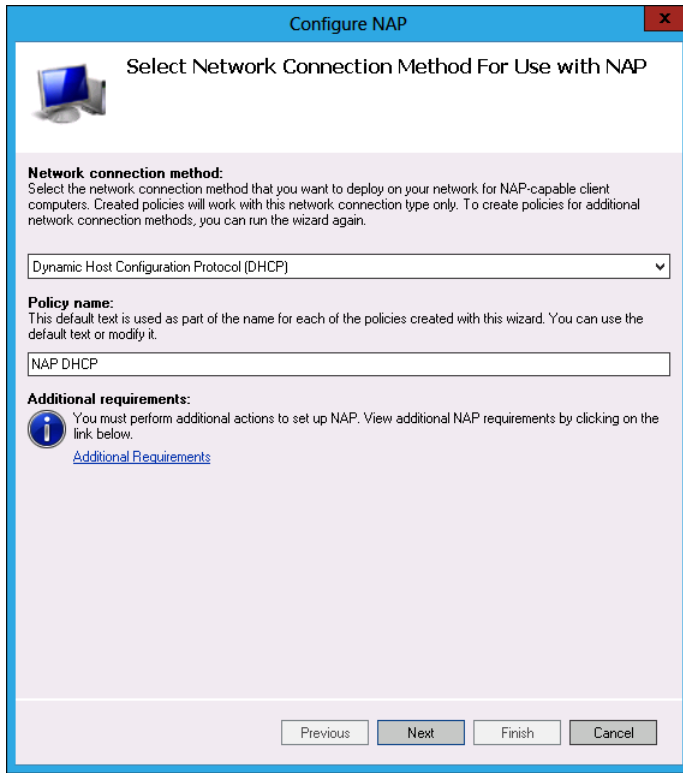 Configure NAP
x
Select Network Connection Method For Use with NAP
Network connection method:
Select the network connection method that you want to deploy on your network for NAP-capable client
computers. Created policies will work with this network connection type only. To create policies for additional
network connection methods, you can run the wizard again.
Dynamic Host Configuration Protocol (DHCP)
Policy name:
This default text is used as part of the name for each of the policies created with this wizard. You can use the
default text or modify it.
NAP DHCP
Additional requirements:
You must perform additional actions to set up NAP. View additional NAP requirements by clicking on the
link below.
Additional Requirements
Previous Next Finish Cancel